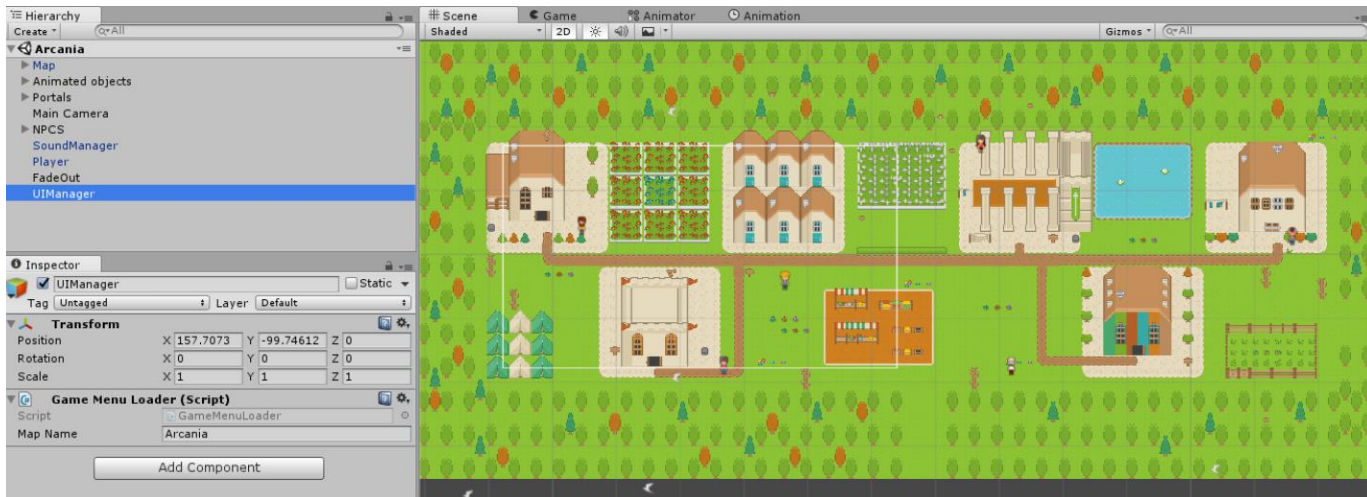 Hierarchy
Create
All
Arcania
Map
Animated objects
Portals
Main Camera
NPCS
SoundManager
Player
FadeOut
UIManager
Inspector
UIManager
Static
Tag Untagged Layer Default
Transform
Position X 157.7073 Y -99.74612 Z 0
Rotation X 0 Y 0 Z 0
Scale X 1 Y 1 Z 1
Game Menu Loader (Script)
Script GameMenuLoader
Map Name Arcania
Add Component
Scene Game Animator Animation
Shaded 2D Gizmos All